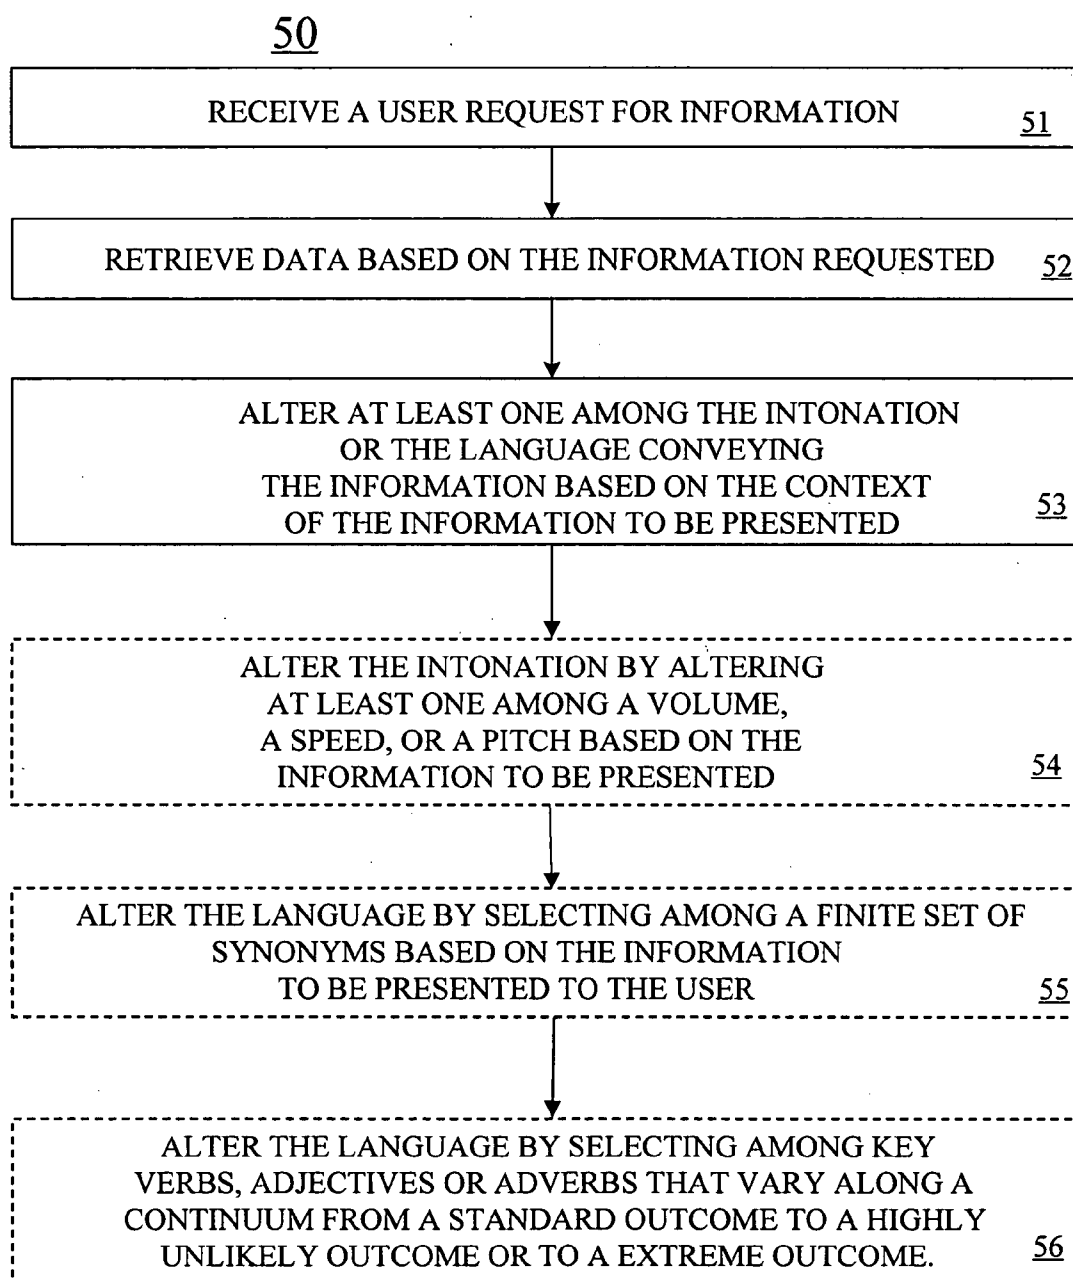 50
RECEIVE A USER REQUEST FOR INFORMATION
51
RETRIEVE DATA BASED ON THE INFORMATION REQUESTED
52
ALTER AT LEAST ONE AMONG THE INTONATION
OR THE LANGUAGE CONVEYING
THE INFORMATION BASED ON THE CONTEXT
OF THE INFORMATION TO BE PRESENTED
53
ALTER THE INTONATION BY ALTERING
AT LEAST ONE AMONG A VOLUME,
A SPEED, OR A PITCH BASED ON THE
INFORMATION TO BE PRESENTED
54
ALTER THE LANGUAGE BY SELECTING AMONG A FINITE SET OF
SYNONYMS BASED ON THE INFORMATION
TO BE PRESENTED TO THE USER
55
ALTER THE LANGUAGE BY SELECTING AMONG KEY
VERBS, ADJECTIVES OR ADVERBS THAT VARY ALONG A
CONTINUUM FROM A STANDARD OUTCOME TO A HIGHLY
UNLIKELY OUTCOME OR TO A EXTREME OUTCOME.
56